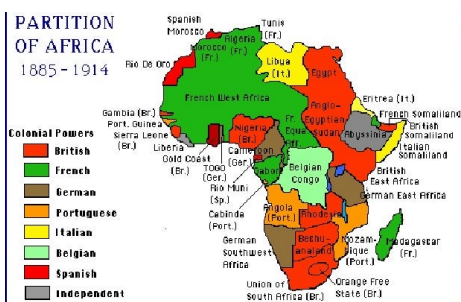 PARTITION
OF AFRICA
1885-1914
Spanish
Morocco
Tunis
(Fr.)
Morocco
(Fr.)
Algeria
(Fr.)
Libya
(It.)
Egypt
Rio De Oro
French West Africa
Anglo-
Egyptian
Sudan
Eritrea (It.)
French Somaliland
British
Somaliland
Italian
Somaliland
Abyssinia
Gambia (Br.)
Port. Guinea
Sierra Leone
(Br.)
Liberia
Gold Coast
(Br.)
TOGO
(Ger.)
Nigeria
(Br.)
Cameroon
(Ger.)
Fr.
Equa.
Afr.
Rio Muni
(Sp.)
Gabon
Cabinda
(Port.)
Belgian
Congo
British
East Africa
German East Africa
Angola
(Port.)
Rhodesia
German
Southwest
Africa
Bechu-
analand
Mozam-
bique
(Port.)
Madagascar
(Fr.)
Union of
South Africa (Br.)
Orange Free
State (Br.)
Colonial Powers
British
French
German
Portuguese
Italian
Belgian
Spanish
Independent